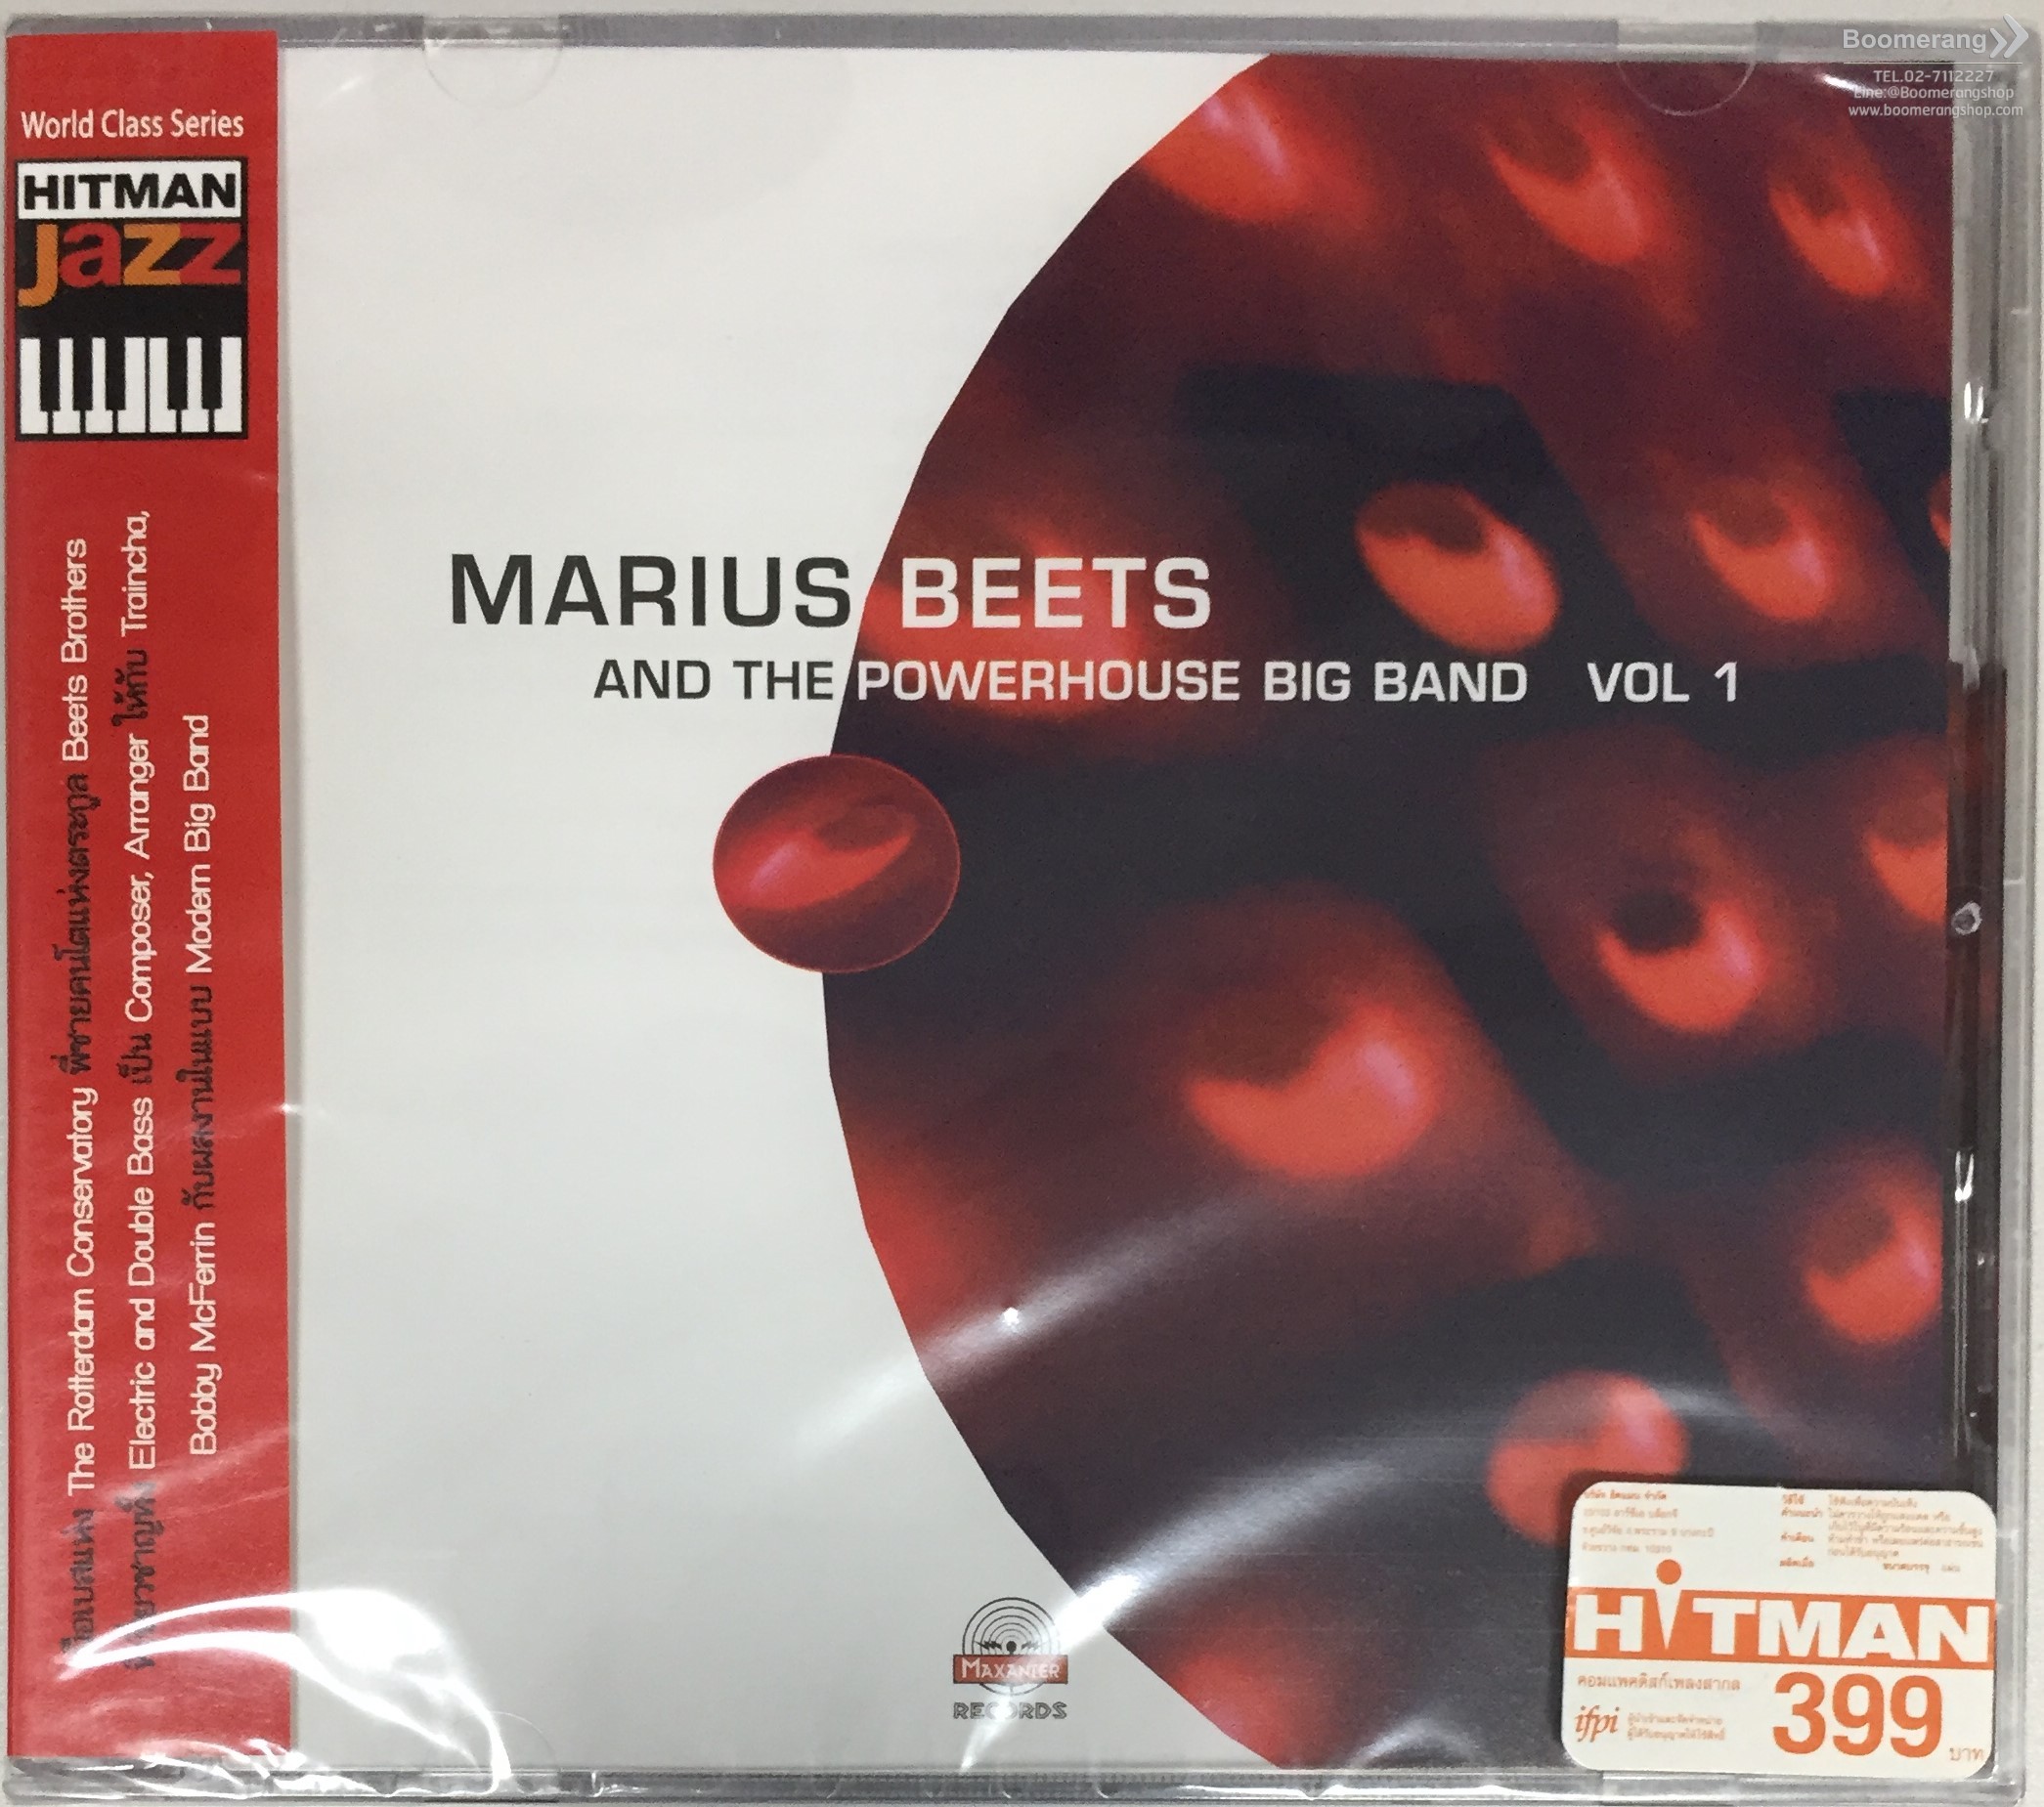 Boomerang
TEL.02-7112227
Line:@Boomerangshop
www.boomerangshop.com
World Class Series
HITMAN
jazz
The Rotterdam Conservatory พี่ชายคนโตแห่งตระกูล Beets Brothers
Electric and Double Bass เป็น Composer, Arranger ให้กับ Traincha,
Bobby McFerrin กับผลงานในแบบ Modern Big Band
MARIUS BEETS
AND THE POWERHOUSE BIG BAND VOL 1
MAXANTER
RECORDS
HiTMAN
คอมแพคดิสก์เพลงสากล
399
บาท
ifpi